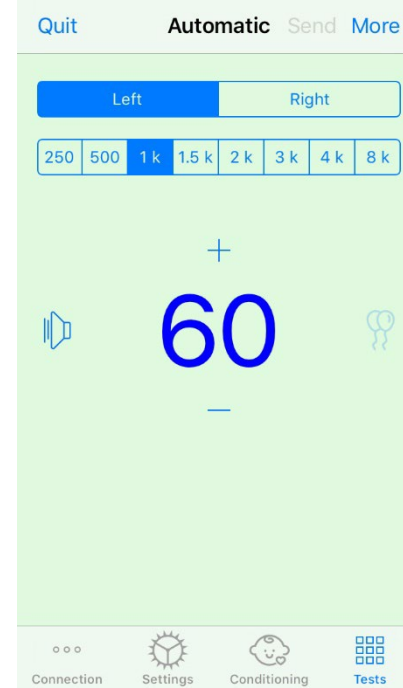 Quit Automatic Send More
Left Right
250 500 1 k 1.5 k 2 k 3 k 4 k 8 k
+
60
—
Connection Settings Conditioning Tests